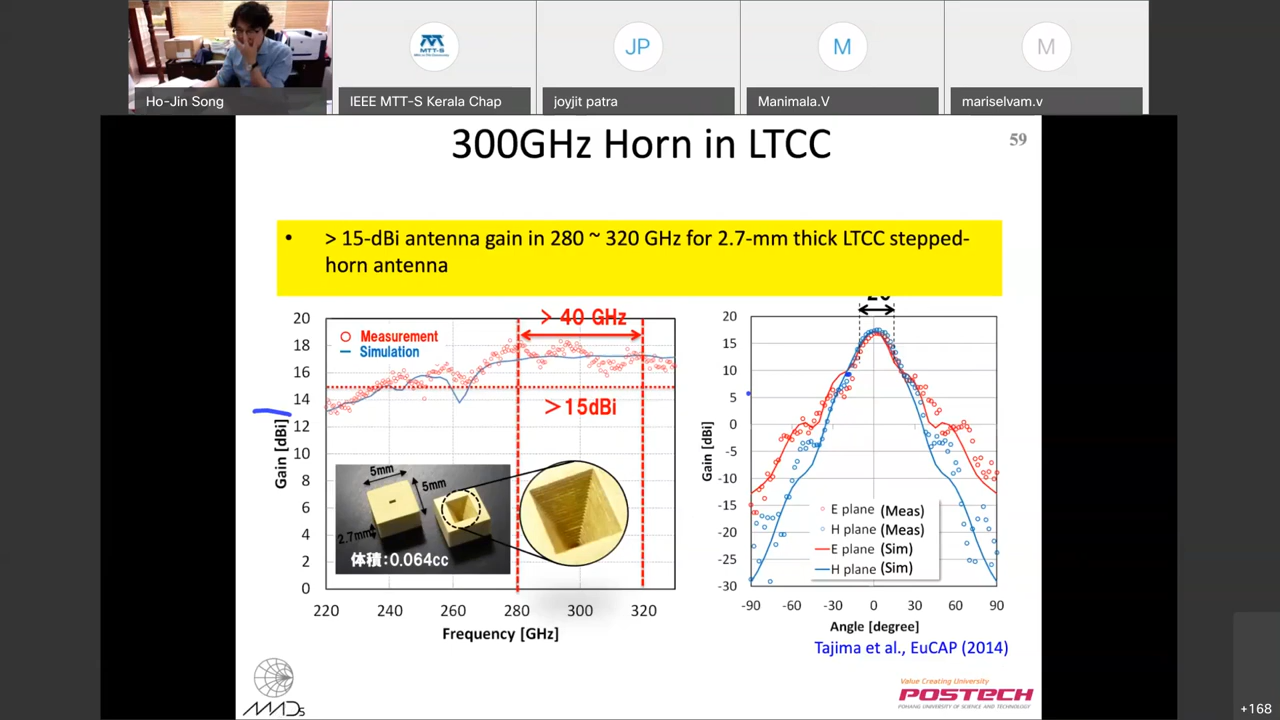 MTT-S
JP
M
M
Ho-Jin Song
IEEE MTT-S Kerala Chap
joyjit patra
Manimala.V
mariselvam.v
300GHz Horn in LTCC
59
• > 15-dBi antenna gain in 280 ~ 320 GHz for 2.7-mm thick LTCC stepped-
horn antenna
20
18
16
14
12
10
8
6
4
2
0
Gain [dBi]
Measurement
Simulation
> 40 GHz
>15dBi
5mm
5mm
2.7mm
体積:0.064cc
220
240
260
280
300
320
Frequency [GHz]
20
15
10
5
0
-5
-10
-15
-20
-25
-30
Gain [dBi]
E plane (Meas)
H plane (Meas)
E plane (Sim)
H plane (Sim)
-90
-60
-30
0
30
60
90
Angle [degree]
Tajima et al., EuCAP (2014)
Value Creating University
POSTECH
POHANG UNIVERSITY OF SCIENCE AND TECHNOLOGY
+168